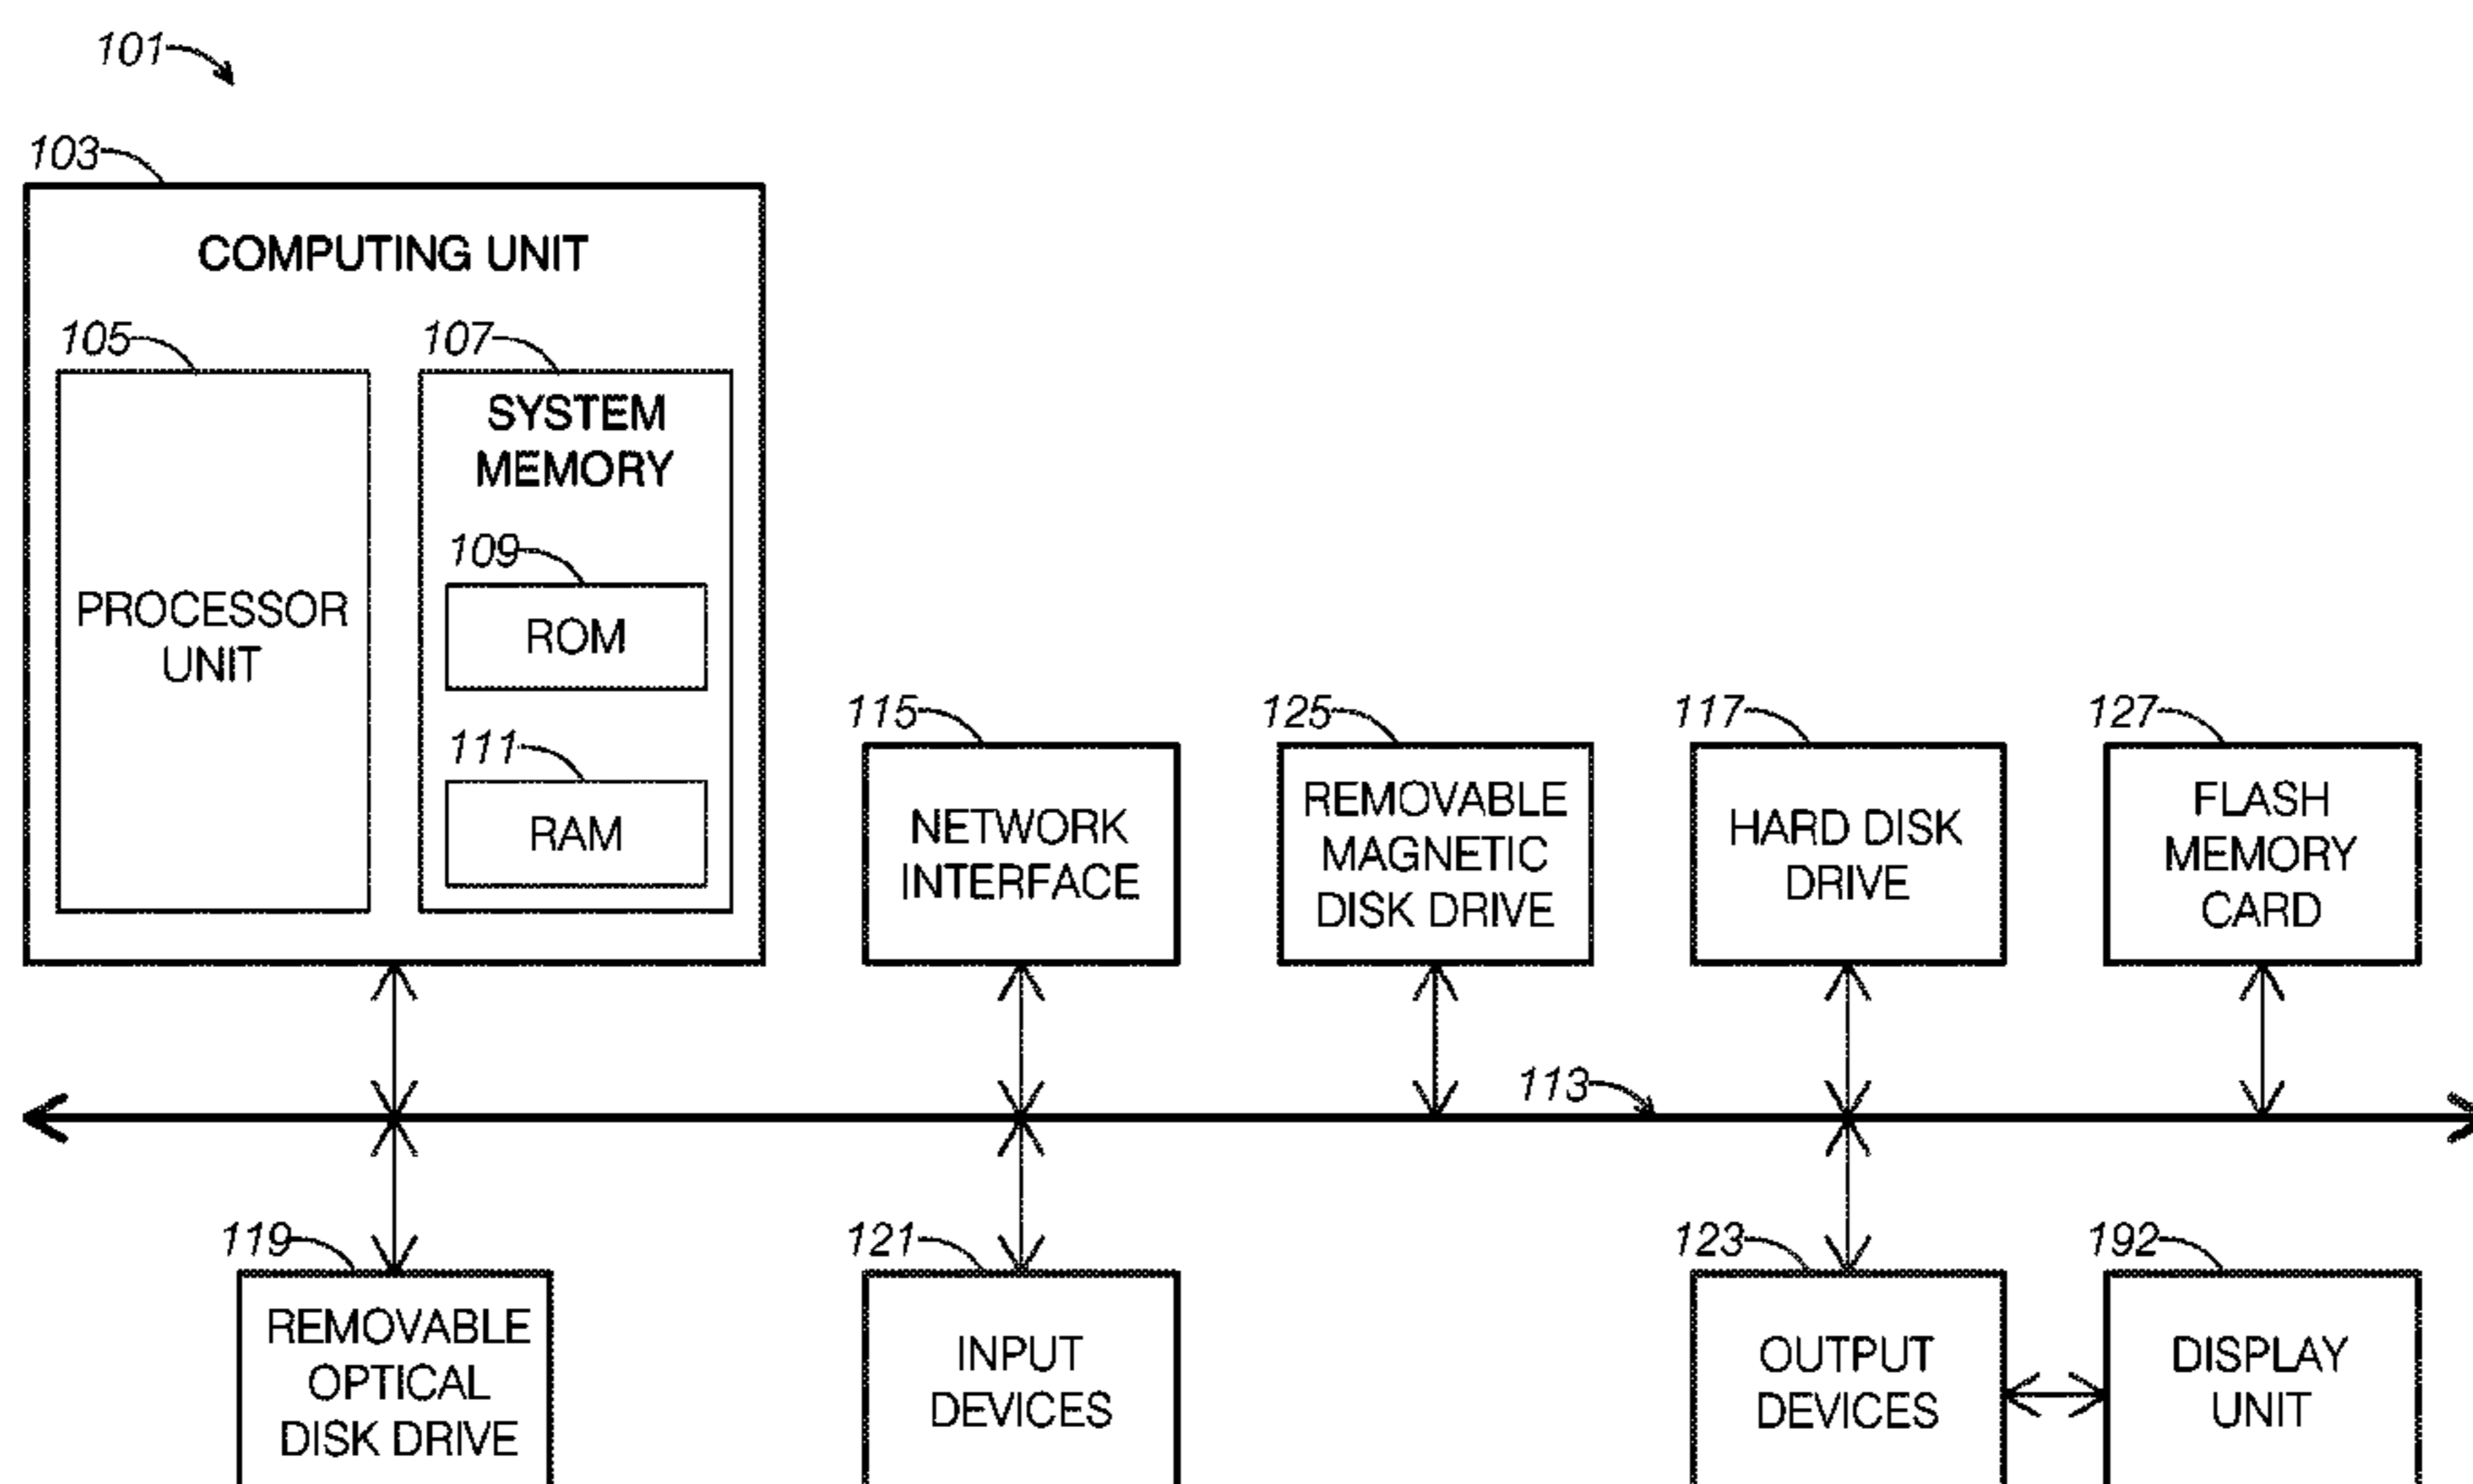 101
103
COMPUTING UNIT
105
107
SYSTEM
MEMORY
PROCESSOR
UNIT
109
ROM
111
RAM
115
NETWORK
INTERFACE
125
REMOVABLE
MAGNETIC
DISK DRIVE
117
HARD DISK
DRIVE
127
FLASH
MEMORY
CARD
113
119
REMOVABLE
OPTICAL
DISK DRIVE
121
INPUT
DEVICES
123
OUTPUT
DEVICES
192
DISPLAY
UNIT